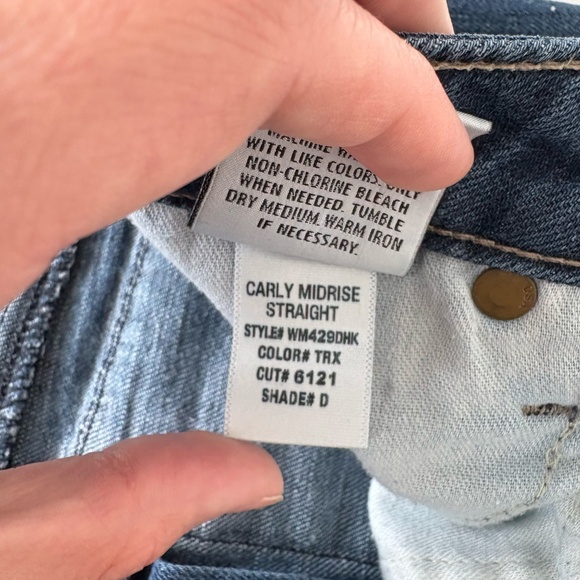 MACHINE
WITH LIKE COLORS. ONLY
NON-CHLORINE BLEACH
WHEN NEEDED. TUMBLE
DRY MEDIUM. WARM IRON
IF NECESSARY.
CARLY MIDRISE
STRAIGHT
STYLE# WM429DHK
COLOR# TRX
CUT# 6121
SHADE# D